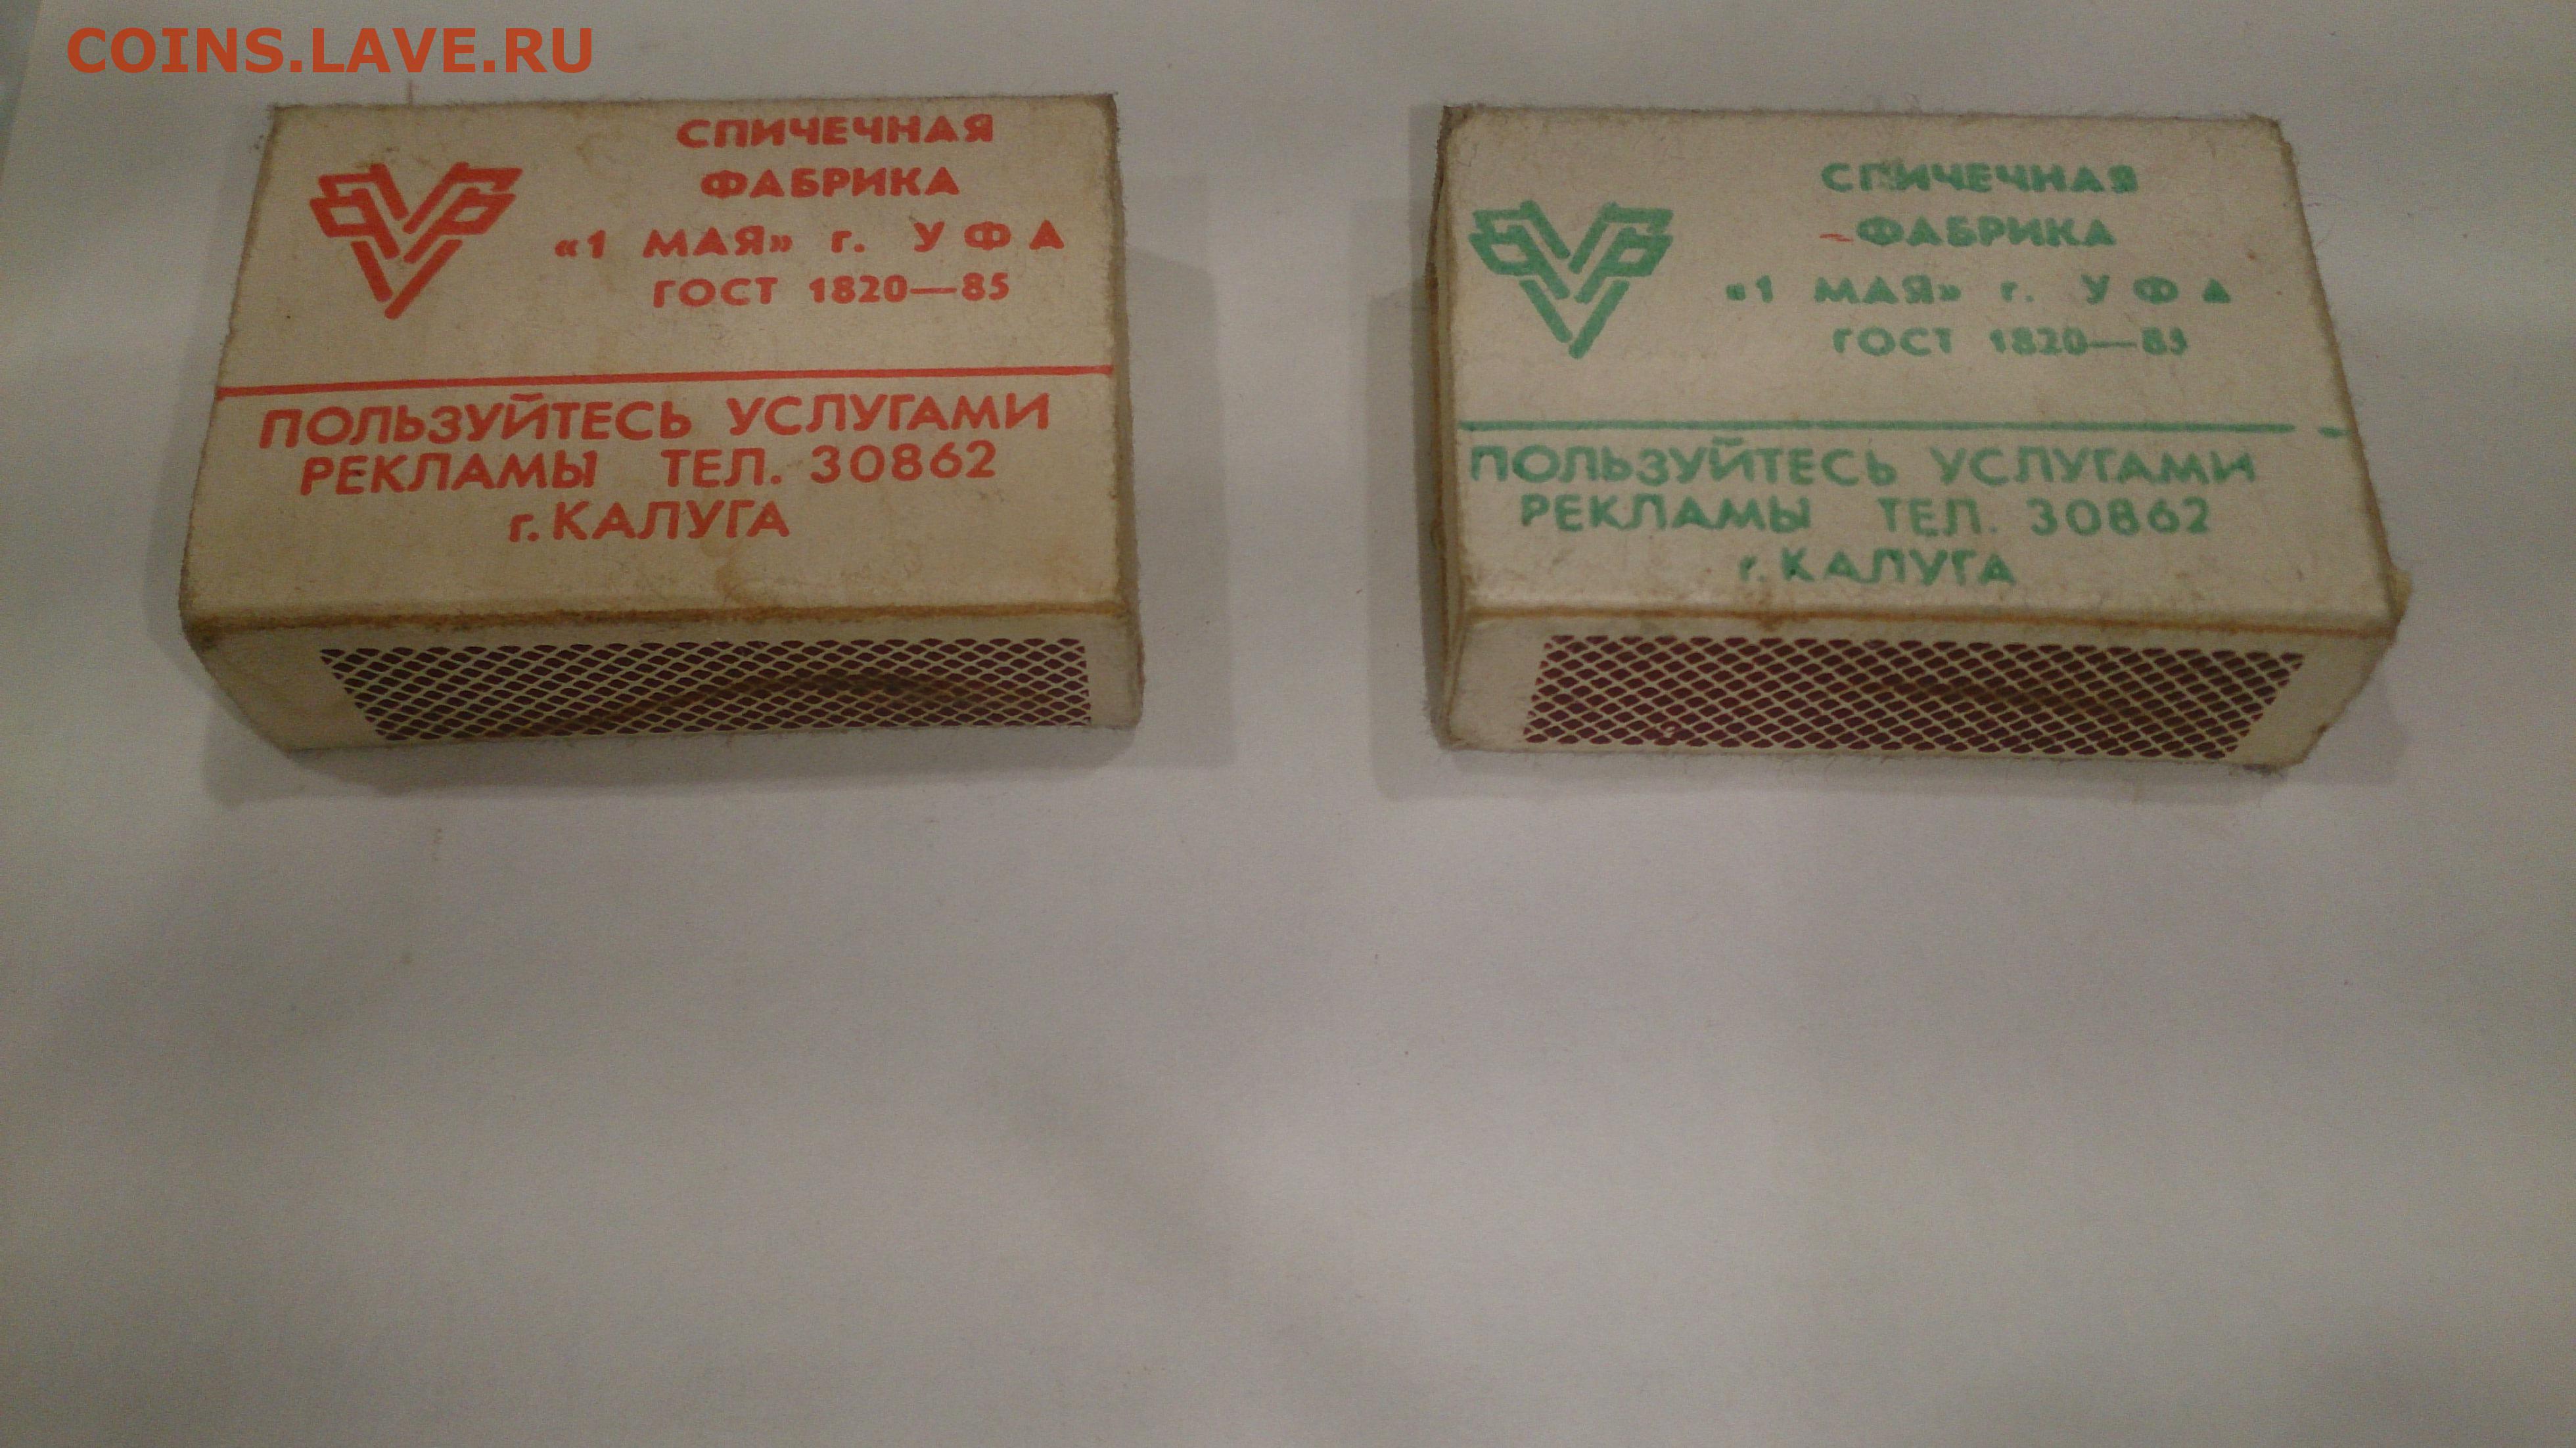 COINS.LAVE.RU
СПИЧЕЧНАЯ
ФАБРИКА
«1 МАЯ» г. УФА
ГОСТ 1820—85
ПОЛЬЗУЙТЕСЬ УСЛУГАМИ
РЕКЛАМЫ ТЕЛ. 30862
г. КАЛУГА
СПИЧЕЧНАЯ
ФАБРИКА
«1 МАЯ» г. УФА
ГОСТ 1820—85
ПОЛЬЗУЙТЕСЬ УСЛУГАМИ
РЕКЛАМЫ ТЕЛ. 30862
г. КАЛУГА